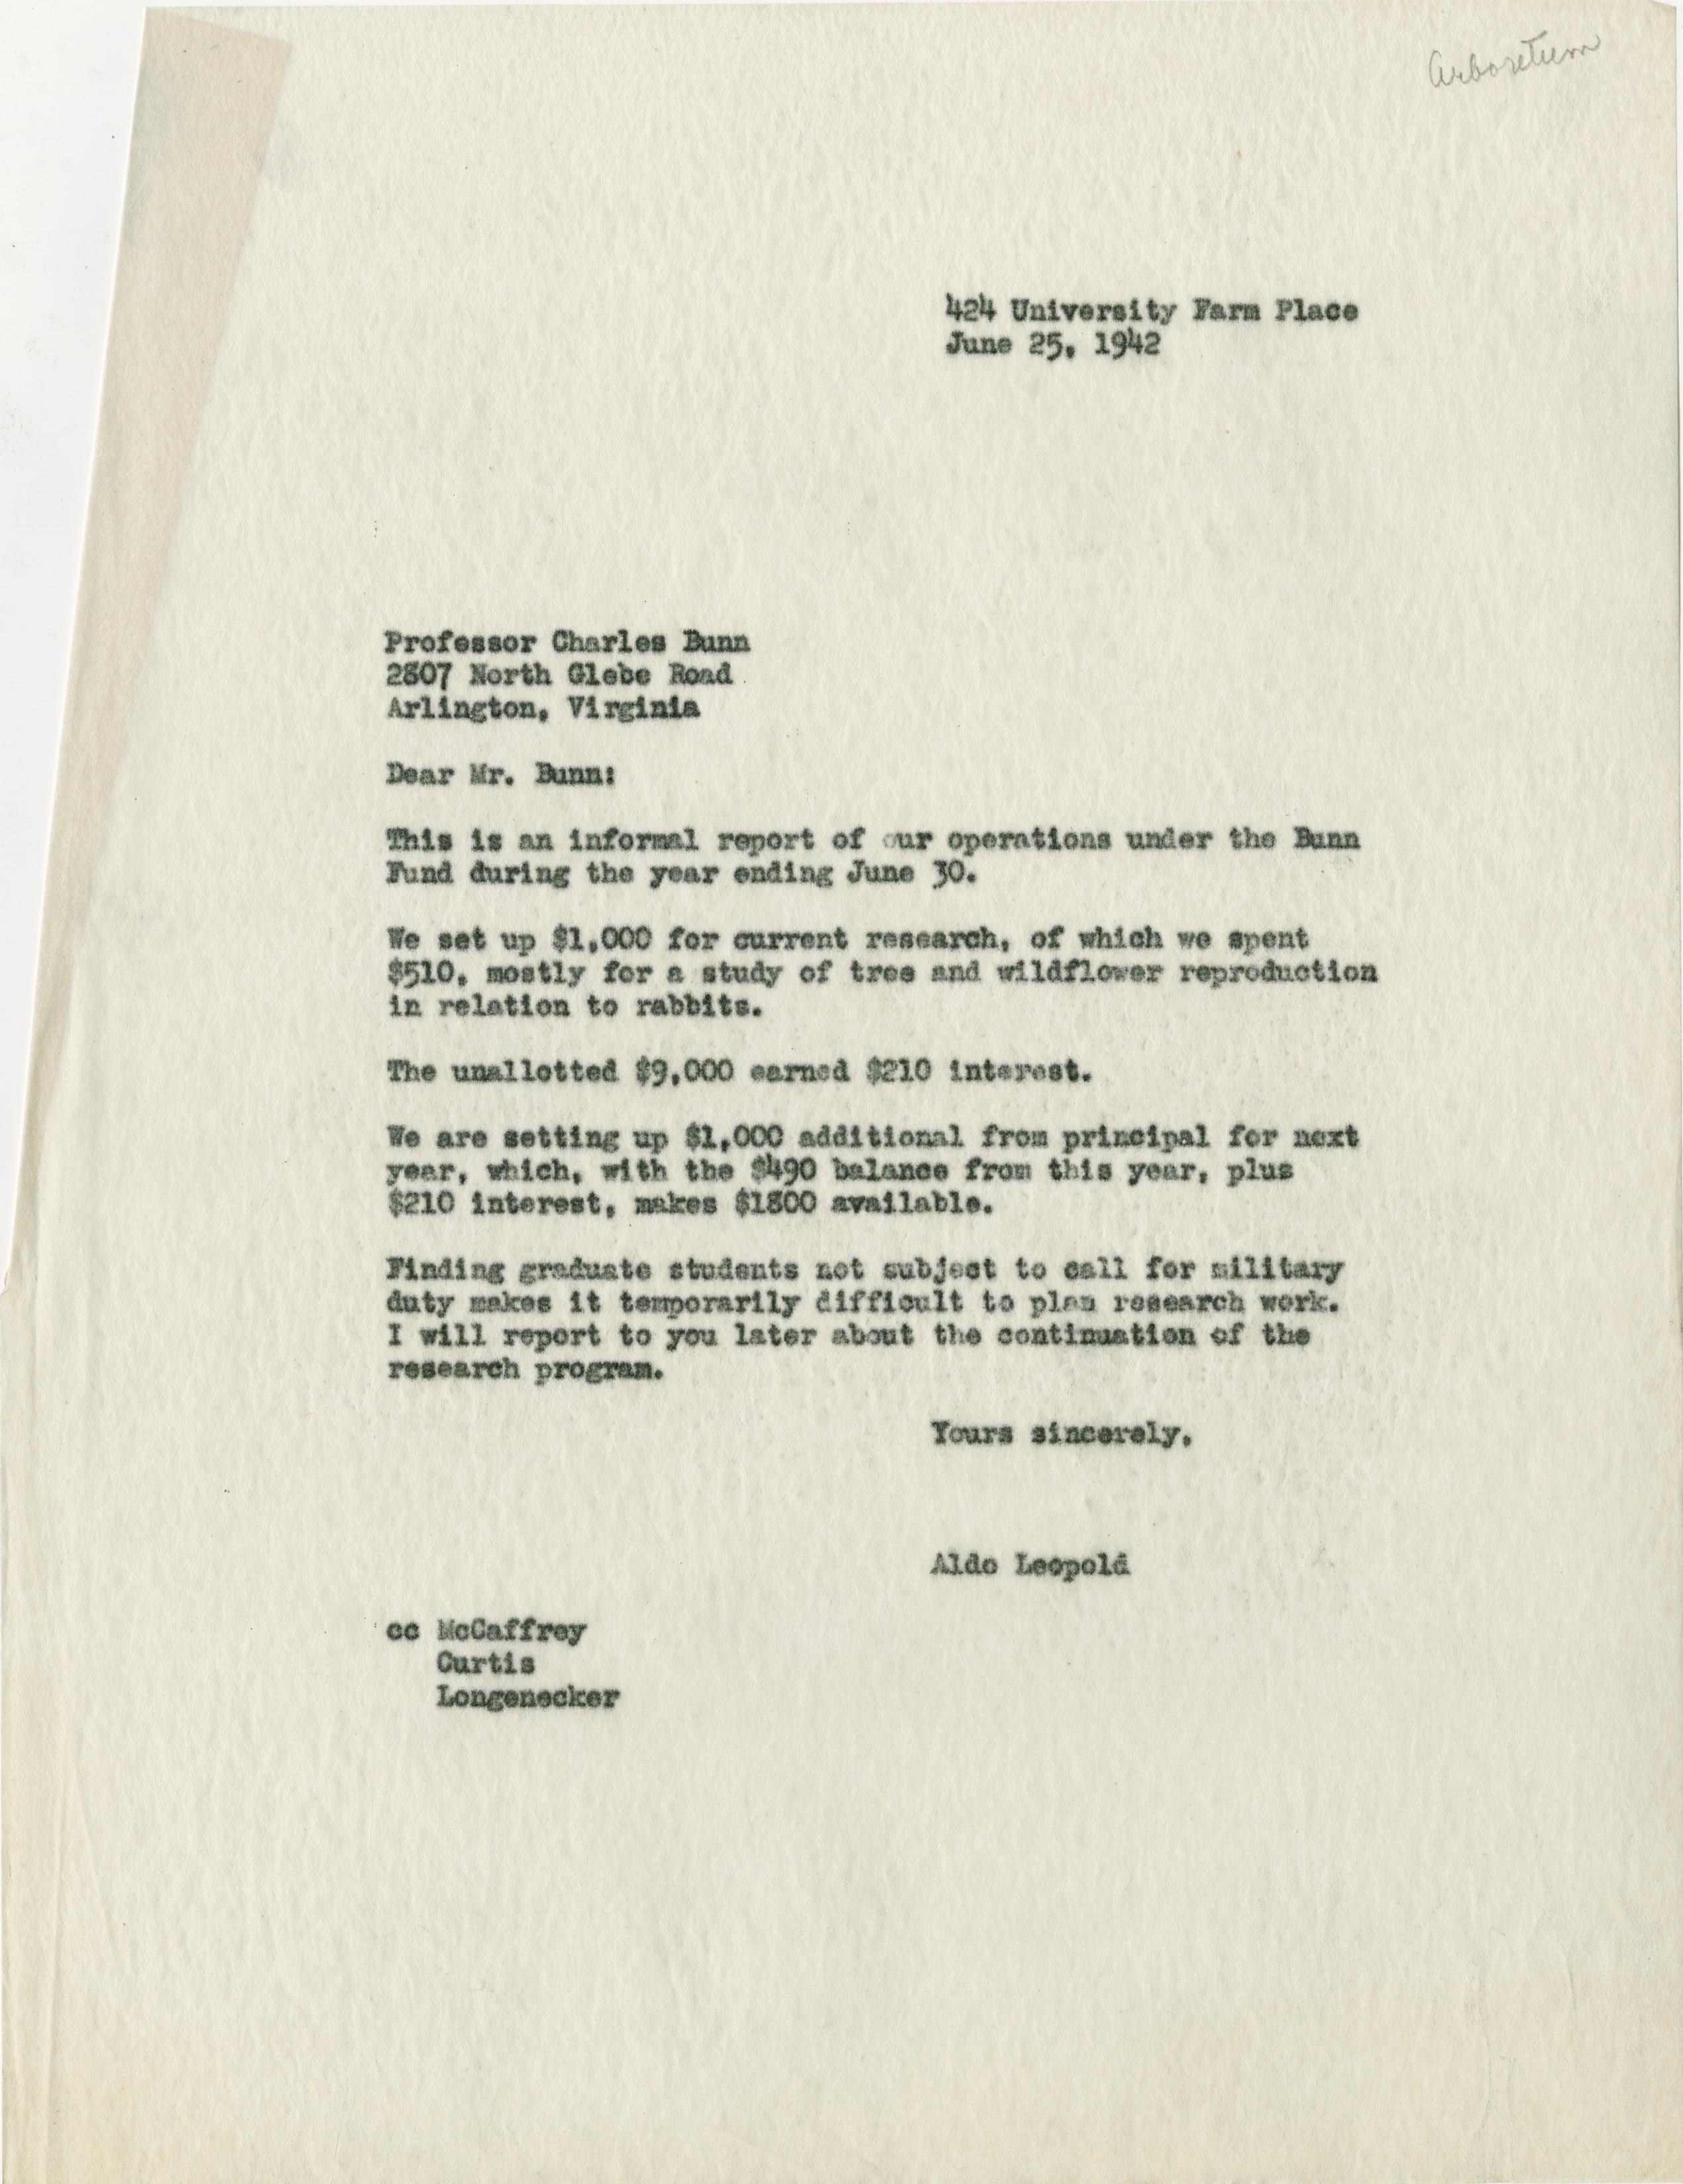 Arboretum
424 University Farm Place
June 25, 1942
Professor Charles Bunn
2807 North Glebe Road
Arlington, Virginia
Dear Mr. Bunn:
This is an informal report of our operations under the Bunn
Fund during the year ending June 30.
We set up $1,000 for current research, of which we spent
$510, mostly for a study of tree and wildflower reproduction
in relation to rabbits.
The unallotted $9,000 earned $210 interest.
We are setting up $1,000 additional from principal for next
year, which, with the $490 balance from this year, plus
$210 interest, makes $1800 available.
Finding graduate students not subject to call for military
duty makes it temporarily difficult to plan research work.
I will report to you later about the continuation of the
research program.
Yours sincerely,
Aldo Leopold
cc McCaffrey
Curtis
Longenecker